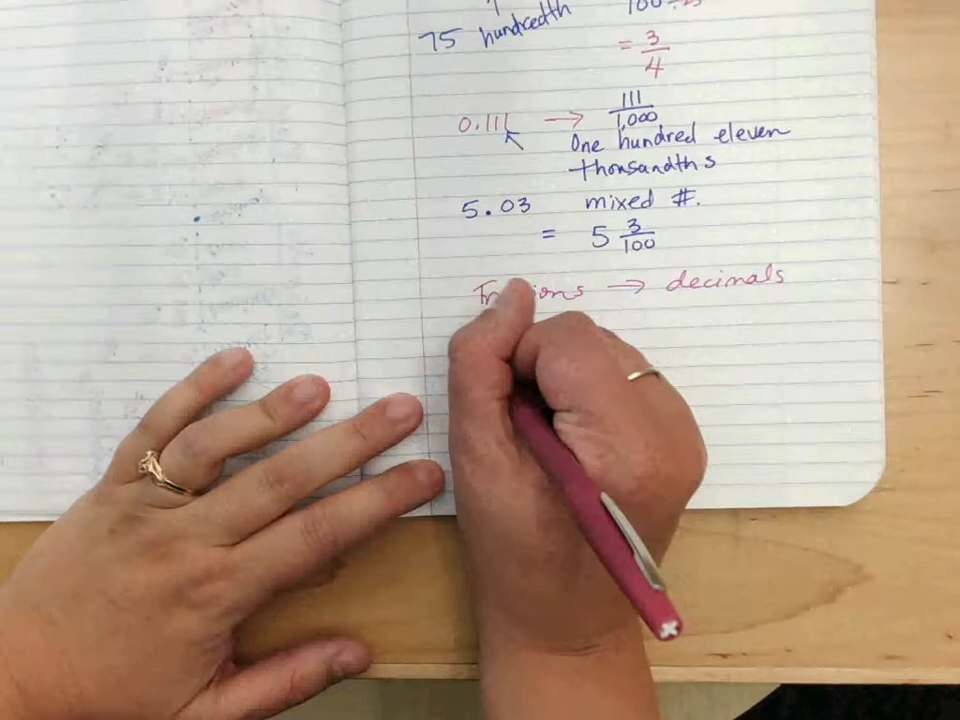 75 hundredth
= 3/4
0.111 → 111/1,000
One hundred eleven
thousandths
5.03 mixed #.
= 5 3/100
→ decimals